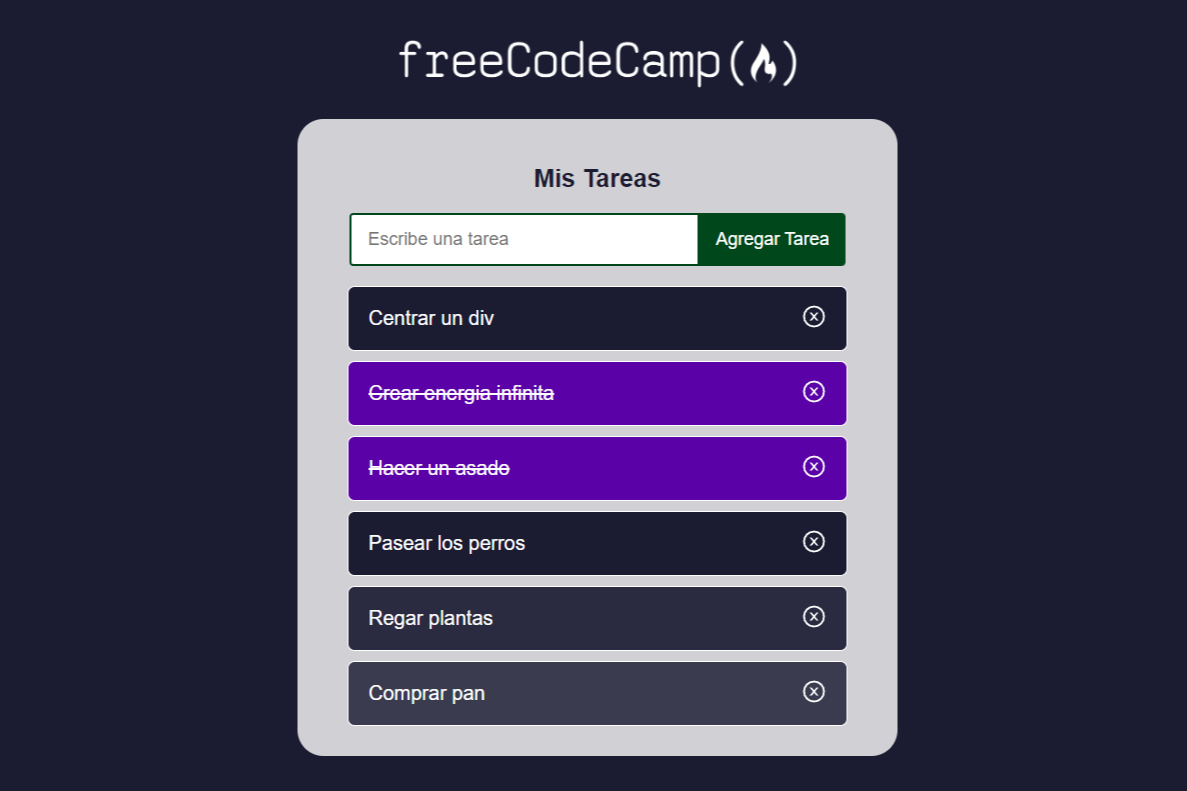 freeCodeCamp(🔥)
Mis Tareas
Escribe una tarea
Agregar Tarea
Centrar un div
Crear energia infinita
Hacer un asado
Pasear los perros
Regar plantas
Comprar pan